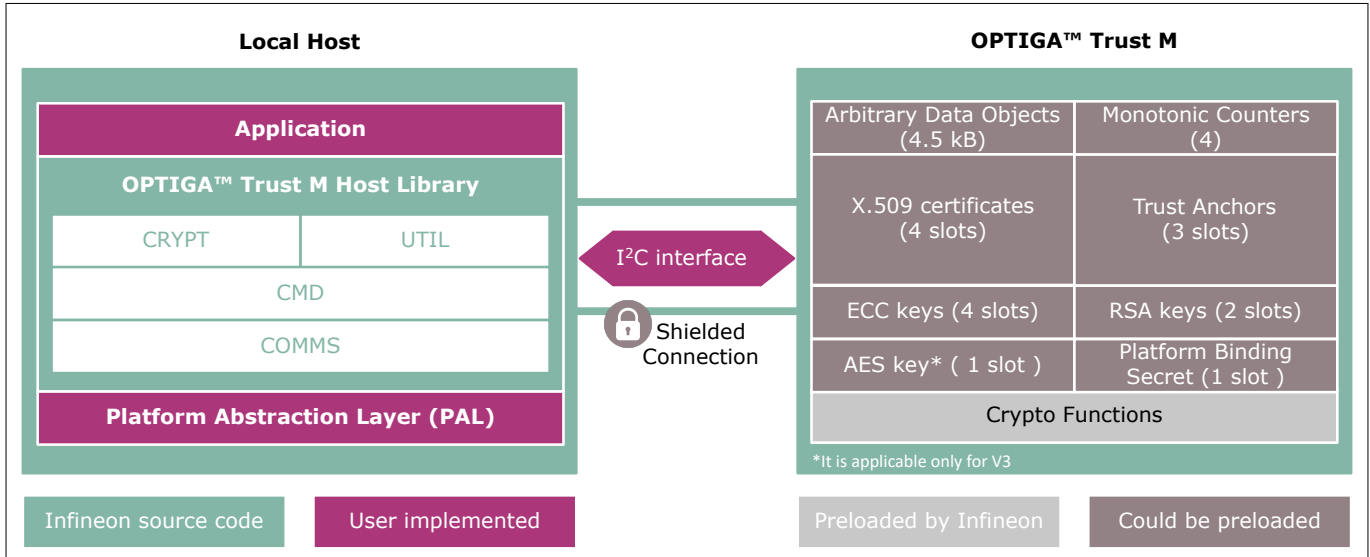 Local Host
OPTIGA™ Trust M
Application
OPTIGA™ Trust M Host Library
CRYPT
UTIL
CMD
COMMS
Platform Abstraction Layer (PAL)
I²C interface
Shielded
Connection
Arbitrary Data Objects
(4.5 kB)
Monotonic Counters
(4)
X.509 certificates
(4 slots)
Trust Anchors
(3 slots)
ECC keys (4 slots)
RSA keys (2 slots)
AES key* ( 1 slot )
Platform Binding
Secret (1 slot )
Crypto Functions
*It is applicable only for V3
Infineon source code
User implemented
Preloaded by Infineon
Could be preloaded